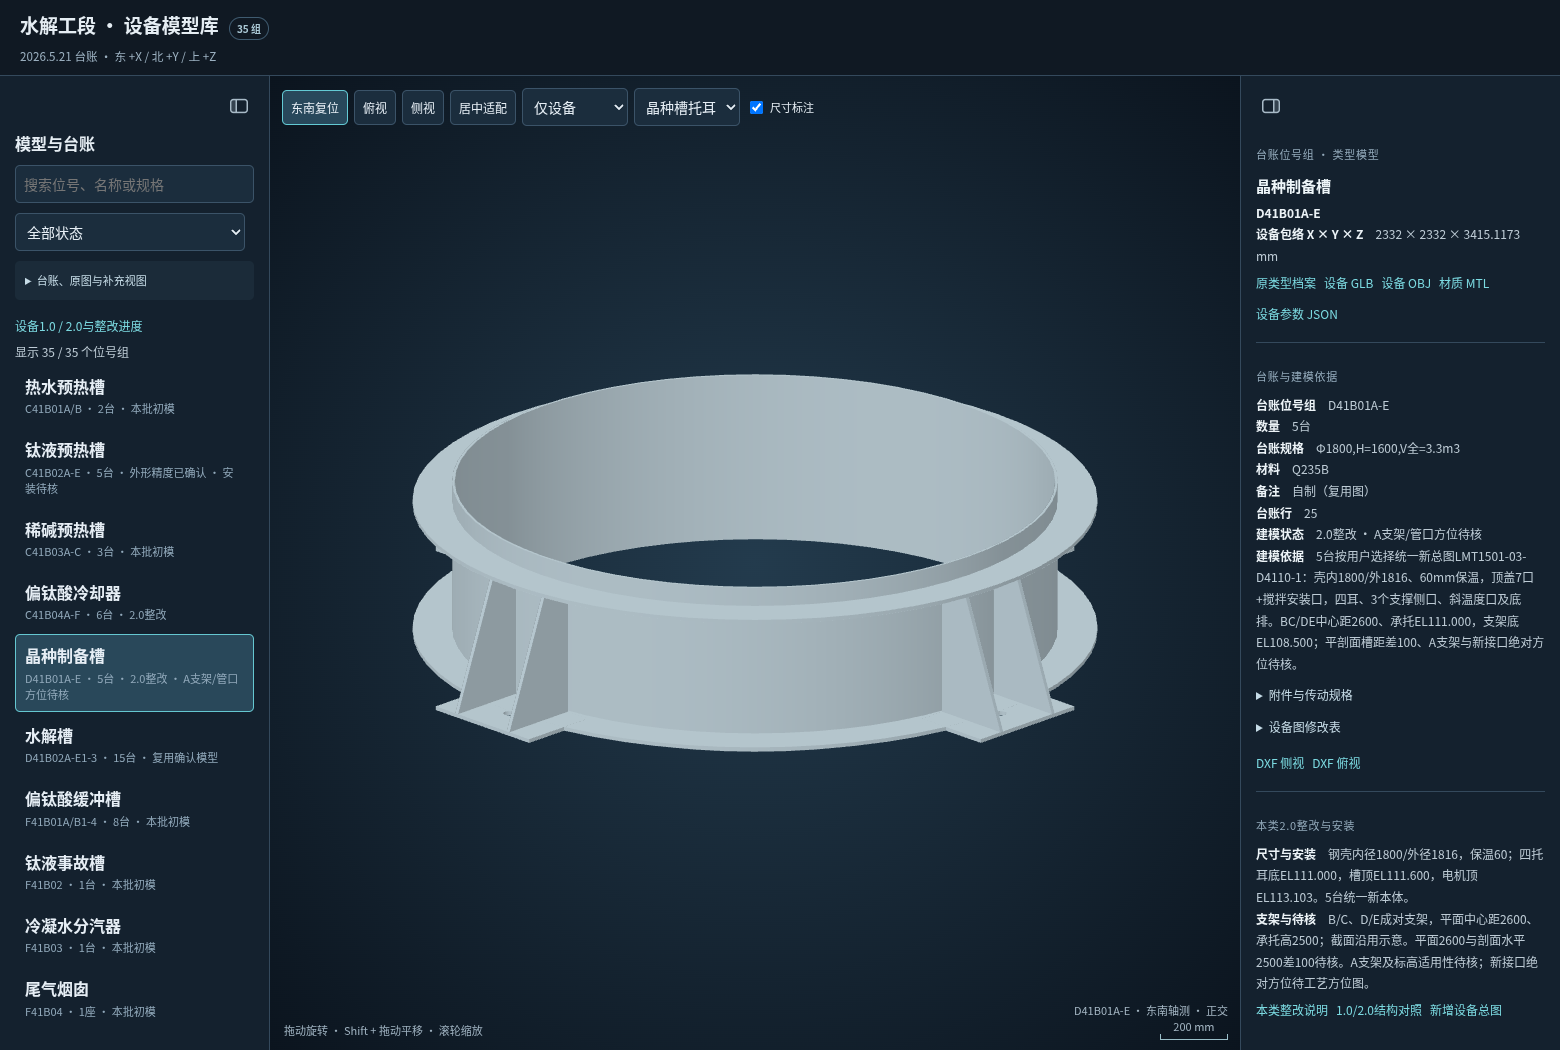 水解工段 · 设备模型库 35 组
2026.5.21 台账 · 东 +X / 北 +Y / 上 +Z
模型与台账
搜索位号、名称或规格
全部状态
▶ 台账、原图与补充视图
设备1.0 / 2.0与整改进度
显示 35 / 35 个位号组
热水预热槽
C41B01A/B · 2台 · 本批初模
钛液预热槽
C41B02A-E · 5台 · 外形精度已确认 · 安
装待核
稀碱预热槽
C41B03A-C · 3台 · 本批初模
偏钛酸冷却器
C41B04A-F · 6台 · 2.0整改
晶种制备槽
D41B01A-E · 5台 · 2.0整改 · A支架/管口
方位待核
水解槽
D41B02A-E1-3 · 15台 · 复用确认模型
偏钛酸缓冲槽
F41B01A/B1-4 · 8台 · 本批初模
钛液事故槽
F41B02 · 1台 · 本批初模
冷凝水分汽器
F41B03 · 1台 · 本批初模
尾气烟囱
F41B04 · 1座 · 本批初模
东南复位 俯视 侧视 居中适配 仅设备 晶种槽托耳 尺寸标注
拖动旋转 · Shift + 拖动平移 · 滚轮缩放
D41B01A-E · 东南轴测 · 正交
200 mm
台账位号组 · 类型模型
晶种制备槽
D41B01A-E
设备包络 X × Y × Z 2332 × 2332 × 3415.1173
mm
原类型档案 设备 GLB 设备 OBJ 材质 MTL
设备参数 JSON
台账与建模依据
台账位号组 D41B01A-E
数量 5台
台账规格 Φ1800,H=1600,V全=3.3m3
材料 Q235B
备注 自制（复用图）
台账行 25
建模状态 2.0整改 · A支架/管口方位待核
建模依据 5台按用户选择统一新总图LMT1501-03-
D4110-1：壳内1800/外1816、60mm保温，顶盖7口
+搅拌安装口，四耳、3个支撑侧口、斜温度口及底
排。BC/DE中心距2600、承托EL111.000，支架底
EL108.500；平剖面槽距差100、A支架与新接口绝对方
位待核。
▶ 附件与传动规格
▶ 设备图修改表
DXF 侧视 DXF 俯视
本类2.0整改与安装
尺寸与安装 钢壳内径1800/外径1816，保温60；四托
耳底EL111.000，槽顶EL111.600，电机顶
EL113.103。5台统一新本体。
支架与待核 B/C、D/E成对支架，平面中心距2600、
承托高2500；截面沿用示意。平面2600与剖面水平
2500差100待核。A支架及标高适用性待核；新接口绝
对方位待工艺方位图。
本类整改说明 1.0/2.0结构对照 新增设备总图